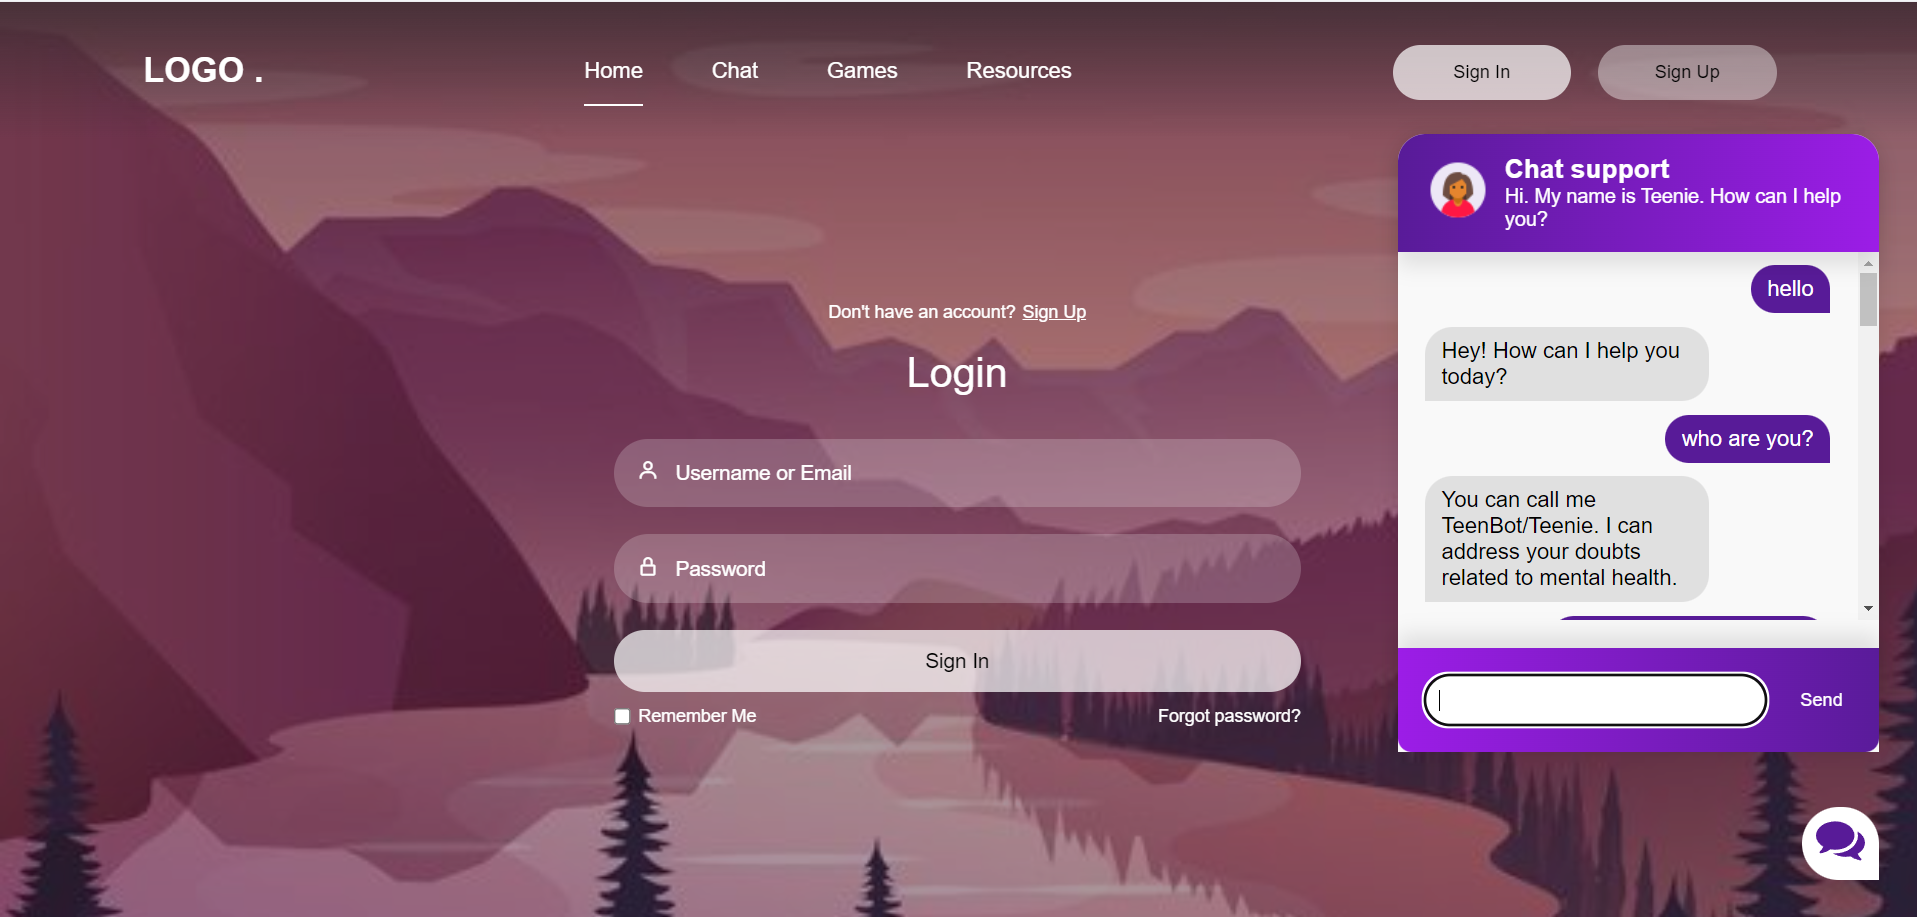 LOGO .
Home
Chat
Games
Resources
Sign In
Sign Up
Don't have an account? Sign Up
Login
Username or Email
Password
Sign In
Remember Me
Forgot password?
Chat support
Hi. My name is Teenie. How can I help
you?
hello
Hey! How can I help you
today?
who are you?
You can call me
TeenBot/Teenie. I can
address your doubts
related to mental health.
Send